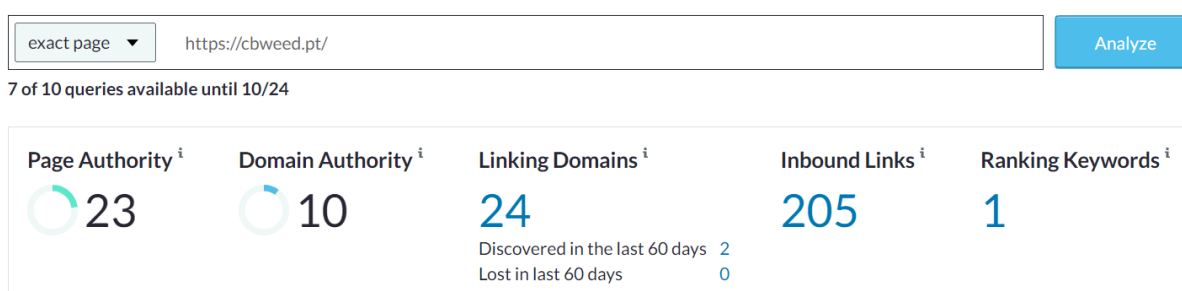 exact page https://cbweed.pt/ Analyze
7 of 10 queries available until 10/24
Page Authority i Domain Authority i Linking Domains i Inbound Links i Ranking Keywords i
23 10 24 205 1
Discovered in the last 60 days 2
Lost in last 60 days 0